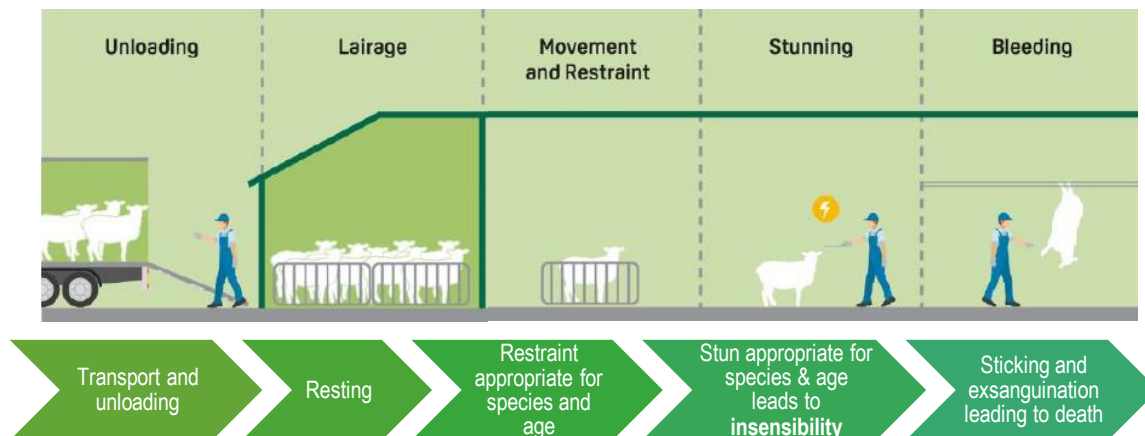 Unloading
Lairage
Movement
and Restraint
Stunning
Bleeding
Transport and
unloading
Resting
Restraint
appropriate for
species and
age
Stun appropriate for
species & age
leads to
insensibility
Sticking and
exsanguination
leading to death